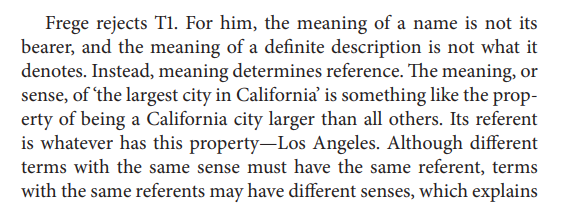 Frege rejects T1. For him, the meaning of a name is not its
bearer, and the meaning of a definite description is not what it
denotes. Instead, meaning determines reference. The meaning, or
sense, of ‘the largest city in California’ is something like the prop-
erty of being a California city larger than all others. Its referent
is whatever has this property—Los Angeles. Although different
terms with the same sense must have the same referent, terms
with the same referents may have different senses, which explains